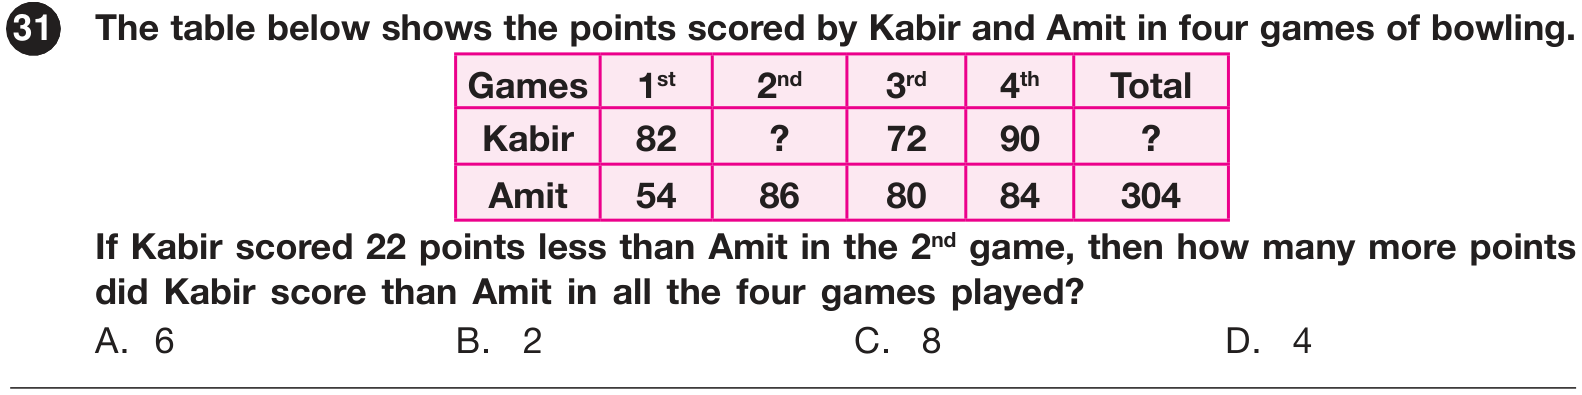 31 The table below shows the points scored by Kabir and Amit in four games of bowling.
Games 1st 2nd 3rd 4th Total
Kabir 82 ? 72 90 ?
Amit 54 86 80 84 304
If Kabir scored 22 points less than Amit in the 2nd game, then how many more points
did Kabir score than Amit in all the four games played?
A. 6 B. 2 C. 8 D. 4